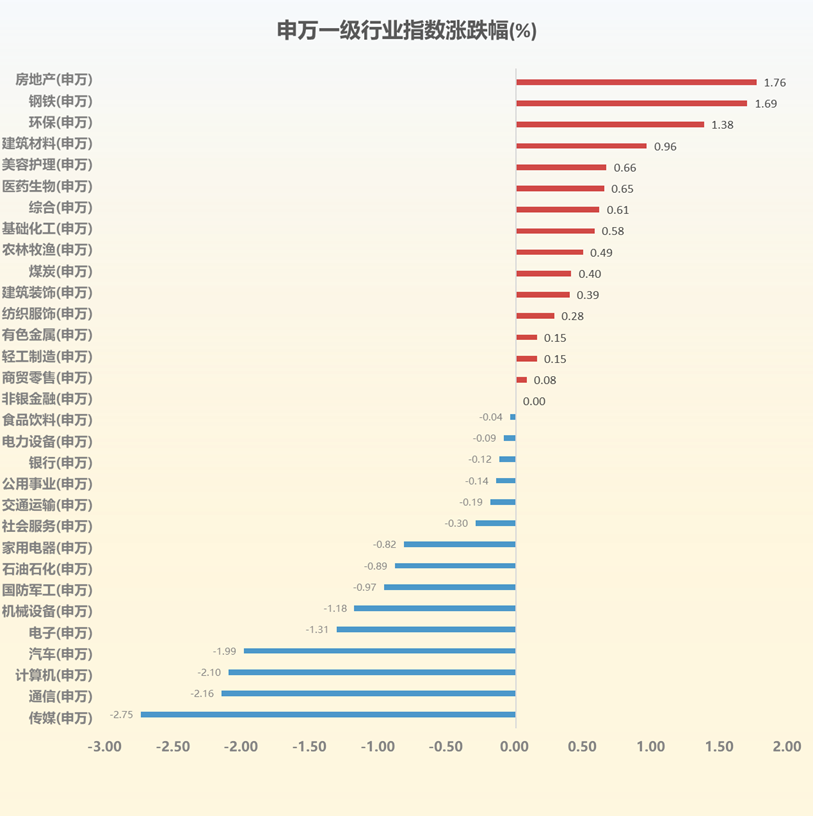 申万一级行业指数涨跌幅(%)
房地产(申万) 1.76
钢铁(申万) 1.69
环保(申万) 1.38
建筑材料(申万) 0.96
美容护理(申万) 0.66
医药生物(申万) 0.65
综合(申万) 0.61
基础化工(申万) 0.58
农林牧渔(申万) 0.49
煤炭(申万) 0.40
建筑装饰(申万) 0.39
纺织服饰(申万) 0.28
有色金属(申万) 0.15
轻工制造(申万) 0.15
商贸零售(申万) 0.08
非银金融(申万) 0.00
食品饮料(申万) -0.04
电力设备(申万) -0.09
银行(申万) -0.12
公用事业(申万) -0.14
交通运输(申万) -0.19
社会服务(申万) -0.30
家用电器(申万) -0.82
石油石化(申万) -0.89
国防军工(申万) -0.97
机械设备(申万) -1.18
电子(申万) -1.31
汽车(申万) -1.99
计算机(申万) -2.10
通信(申万) -2.16
传媒(申万) -2.75
-3.00 -2.50 -2.00 -1.50 -1.00 -0.50 0.00 0.50 1.00 1.50 2.00